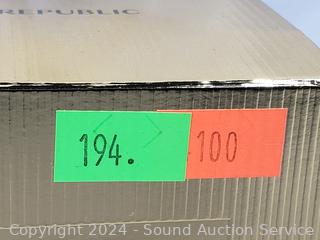 REPUBLIC
194.
100
Copyright 2024 - Sound Auction Service